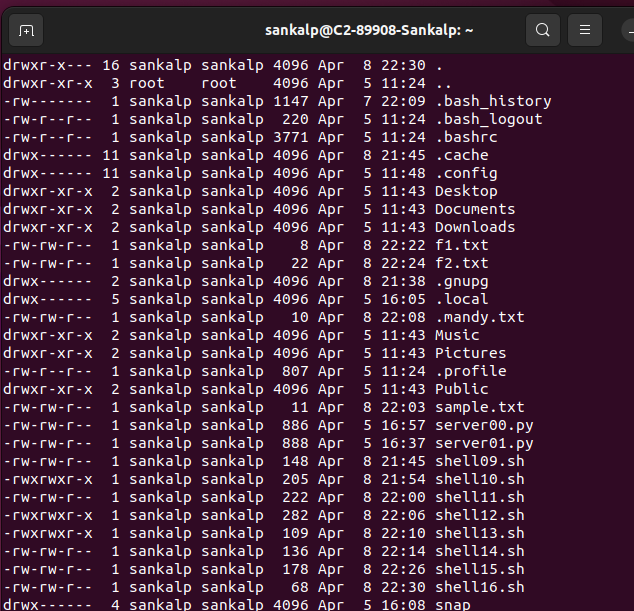 sankalp@C2-89908-Sankalp: ~
drwxr-x--- 16 sankalp sankalp 4096 Apr  8 22:30 .
drwxr-xr-x  3 root    root    4096 Apr  5 11:24 ..
-rw-------  1 sankalp sankalp 1147 Apr  7 22:09 .bash_history
-rw-r--r--  1 sankalp sankalp  220 Apr  5 11:24 .bash_logout
-rw-r--r--  1 sankalp sankalp 3771 Apr  5 11:24 .bashrc
drwx------ 11 sankalp sankalp 4096 Apr  8 21:45 .cache
drwx------ 11 sankalp sankalp 4096 Apr  5 11:48 .config
drwxr-xr-x  2 sankalp sankalp 4096 Apr  5 11:43 Desktop
drwxr-xr-x  2 sankalp sankalp 4096 Apr  5 11:43 Documents
drwxr-xr-x  2 sankalp sankalp 4096 Apr  5 11:43 Downloads
-rw-rw-r--  1 sankalp sankalp    8 Apr  8 22:22 f1.txt
-rw-rw-r--  1 sankalp sankalp   22 Apr  8 22:24 f2.txt
drwx------  2 sankalp sankalp 4096 Apr  8 21:38 .gnupg
drwx------  5 sankalp sankalp 4096 Apr  5 16:05 .local
-rw-rw-r--  1 sankalp sankalp   10 Apr  8 22:08 .mandy.txt
drwxr-xr-x  2 sankalp sankalp 4096 Apr  5 11:43 Music
drwxr-xr-x  2 sankalp sankalp 4096 Apr  5 11:43 Pictures
-rw-r--r--  1 sankalp sankalp  807 Apr  5 11:24 .profile
drwxr-xr-x  2 sankalp sankalp 4096 Apr  5 11:43 Public
-rw-rw-r--  1 sankalp sankalp   11 Apr  8 22:03 sample.txt
-rw-rw-r--  1 sankalp sankalp  886 Apr  5 16:57 server00.py
-rw-rw-r--  1 sankalp sankalp  888 Apr  5 16:37 server01.py
-rw-rw-r--  1 sankalp sankalp  148 Apr  8 21:45 shell09.sh
-rwxrwxr-x  1 sankalp sankalp  205 Apr  8 21:54 shell10.sh
-rw-rw-r--  1 sankalp sankalp  222 Apr  8 22:00 shell11.sh
-rwxrwxr-x  1 sankalp sankalp  282 Apr  8 22:06 shell12.sh
-rwxrwxr-x  1 sankalp sankalp  109 Apr  8 22:10 shell13.sh
-rw-rw-r--  1 sankalp sankalp  136 Apr  8 22:14 shell14.sh
-rw-rw-r--  1 sankalp sankalp  178 Apr  8 22:26 shell15.sh
-rw-rw-r--  1 sankalp sankalp   68 Apr  8 22:30 shell16.sh
drwx------  4 sankalp sankalp 4096 Apr  5 16:08 snap